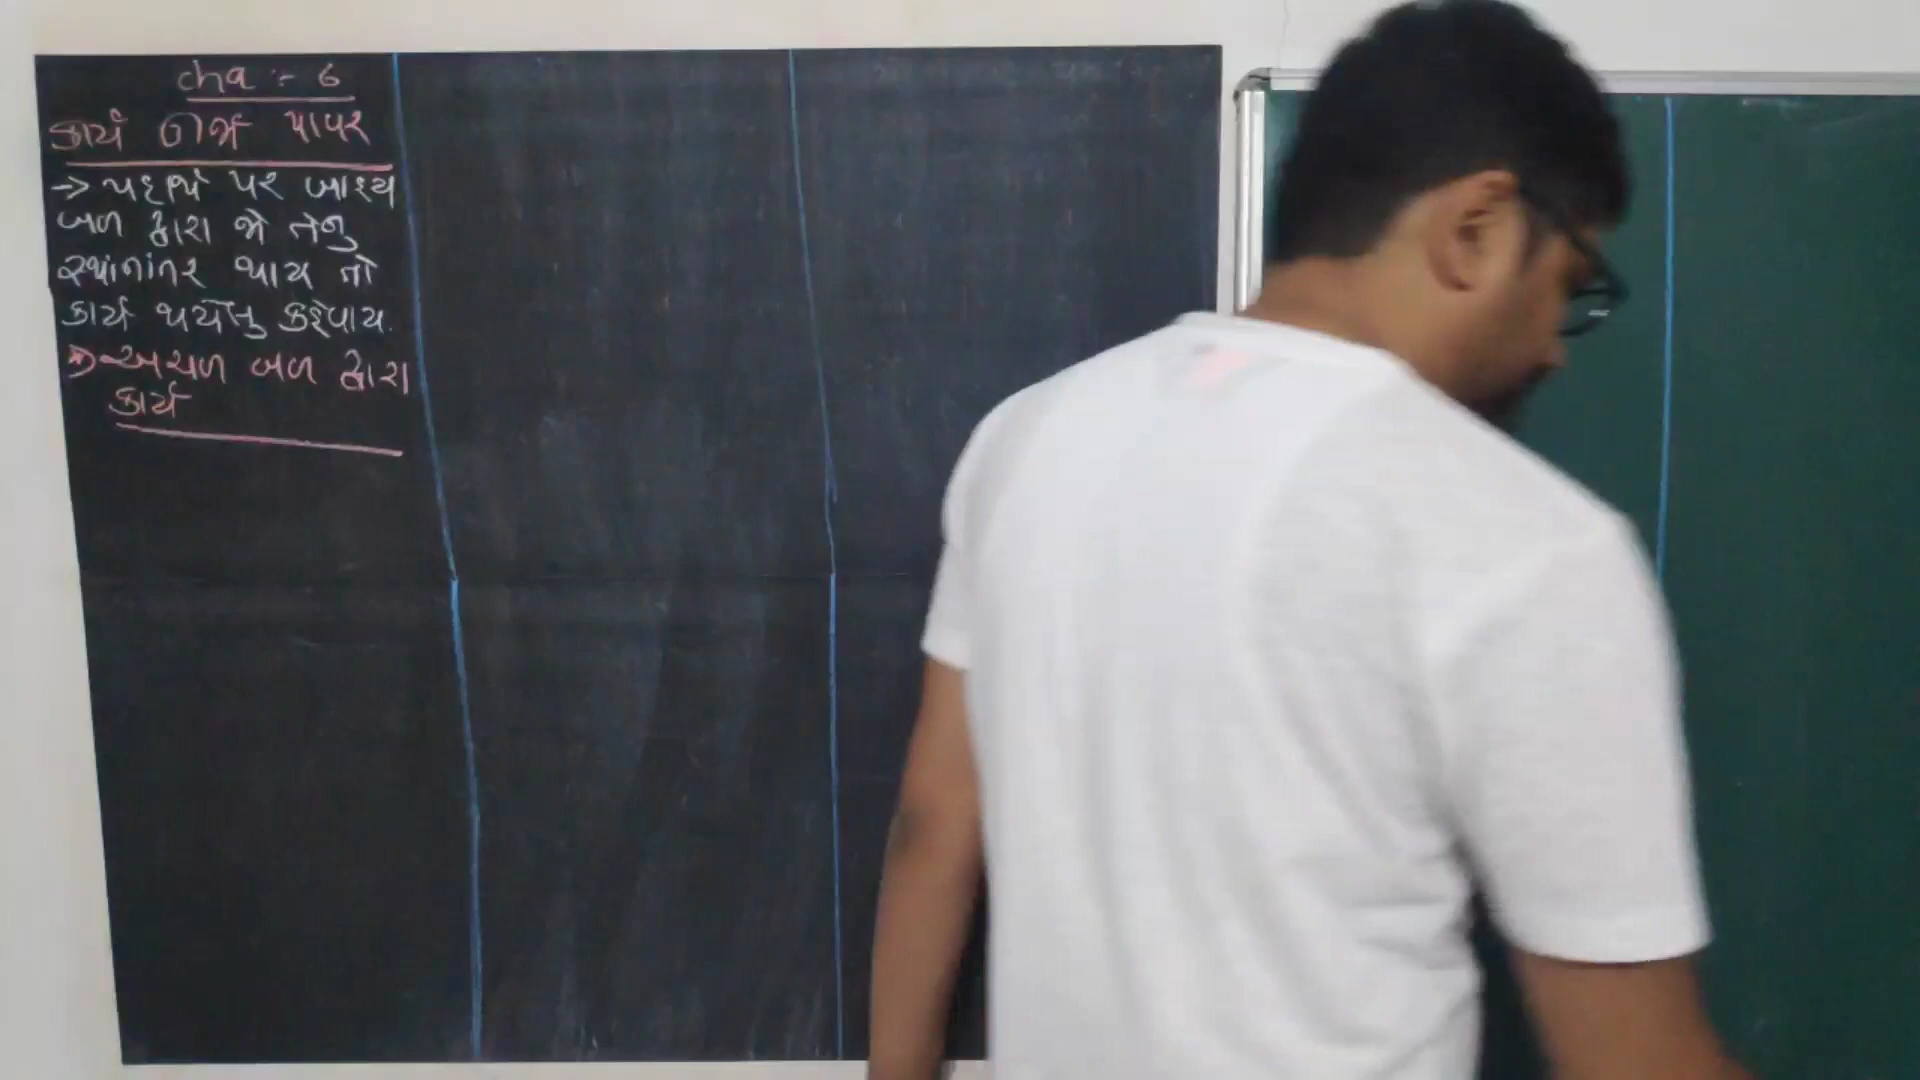 cha :- 6
કાર્ય ઊર્જા પાવર
-> પદાર્થ પર બાહ્ય
બળ દ્વારા જો તેનુ
સ્થાનાંતર થાય તો
કાર્ય થયેલુ કહેવાય.
-> અચળ બળ દ્વારા
કાર્ય